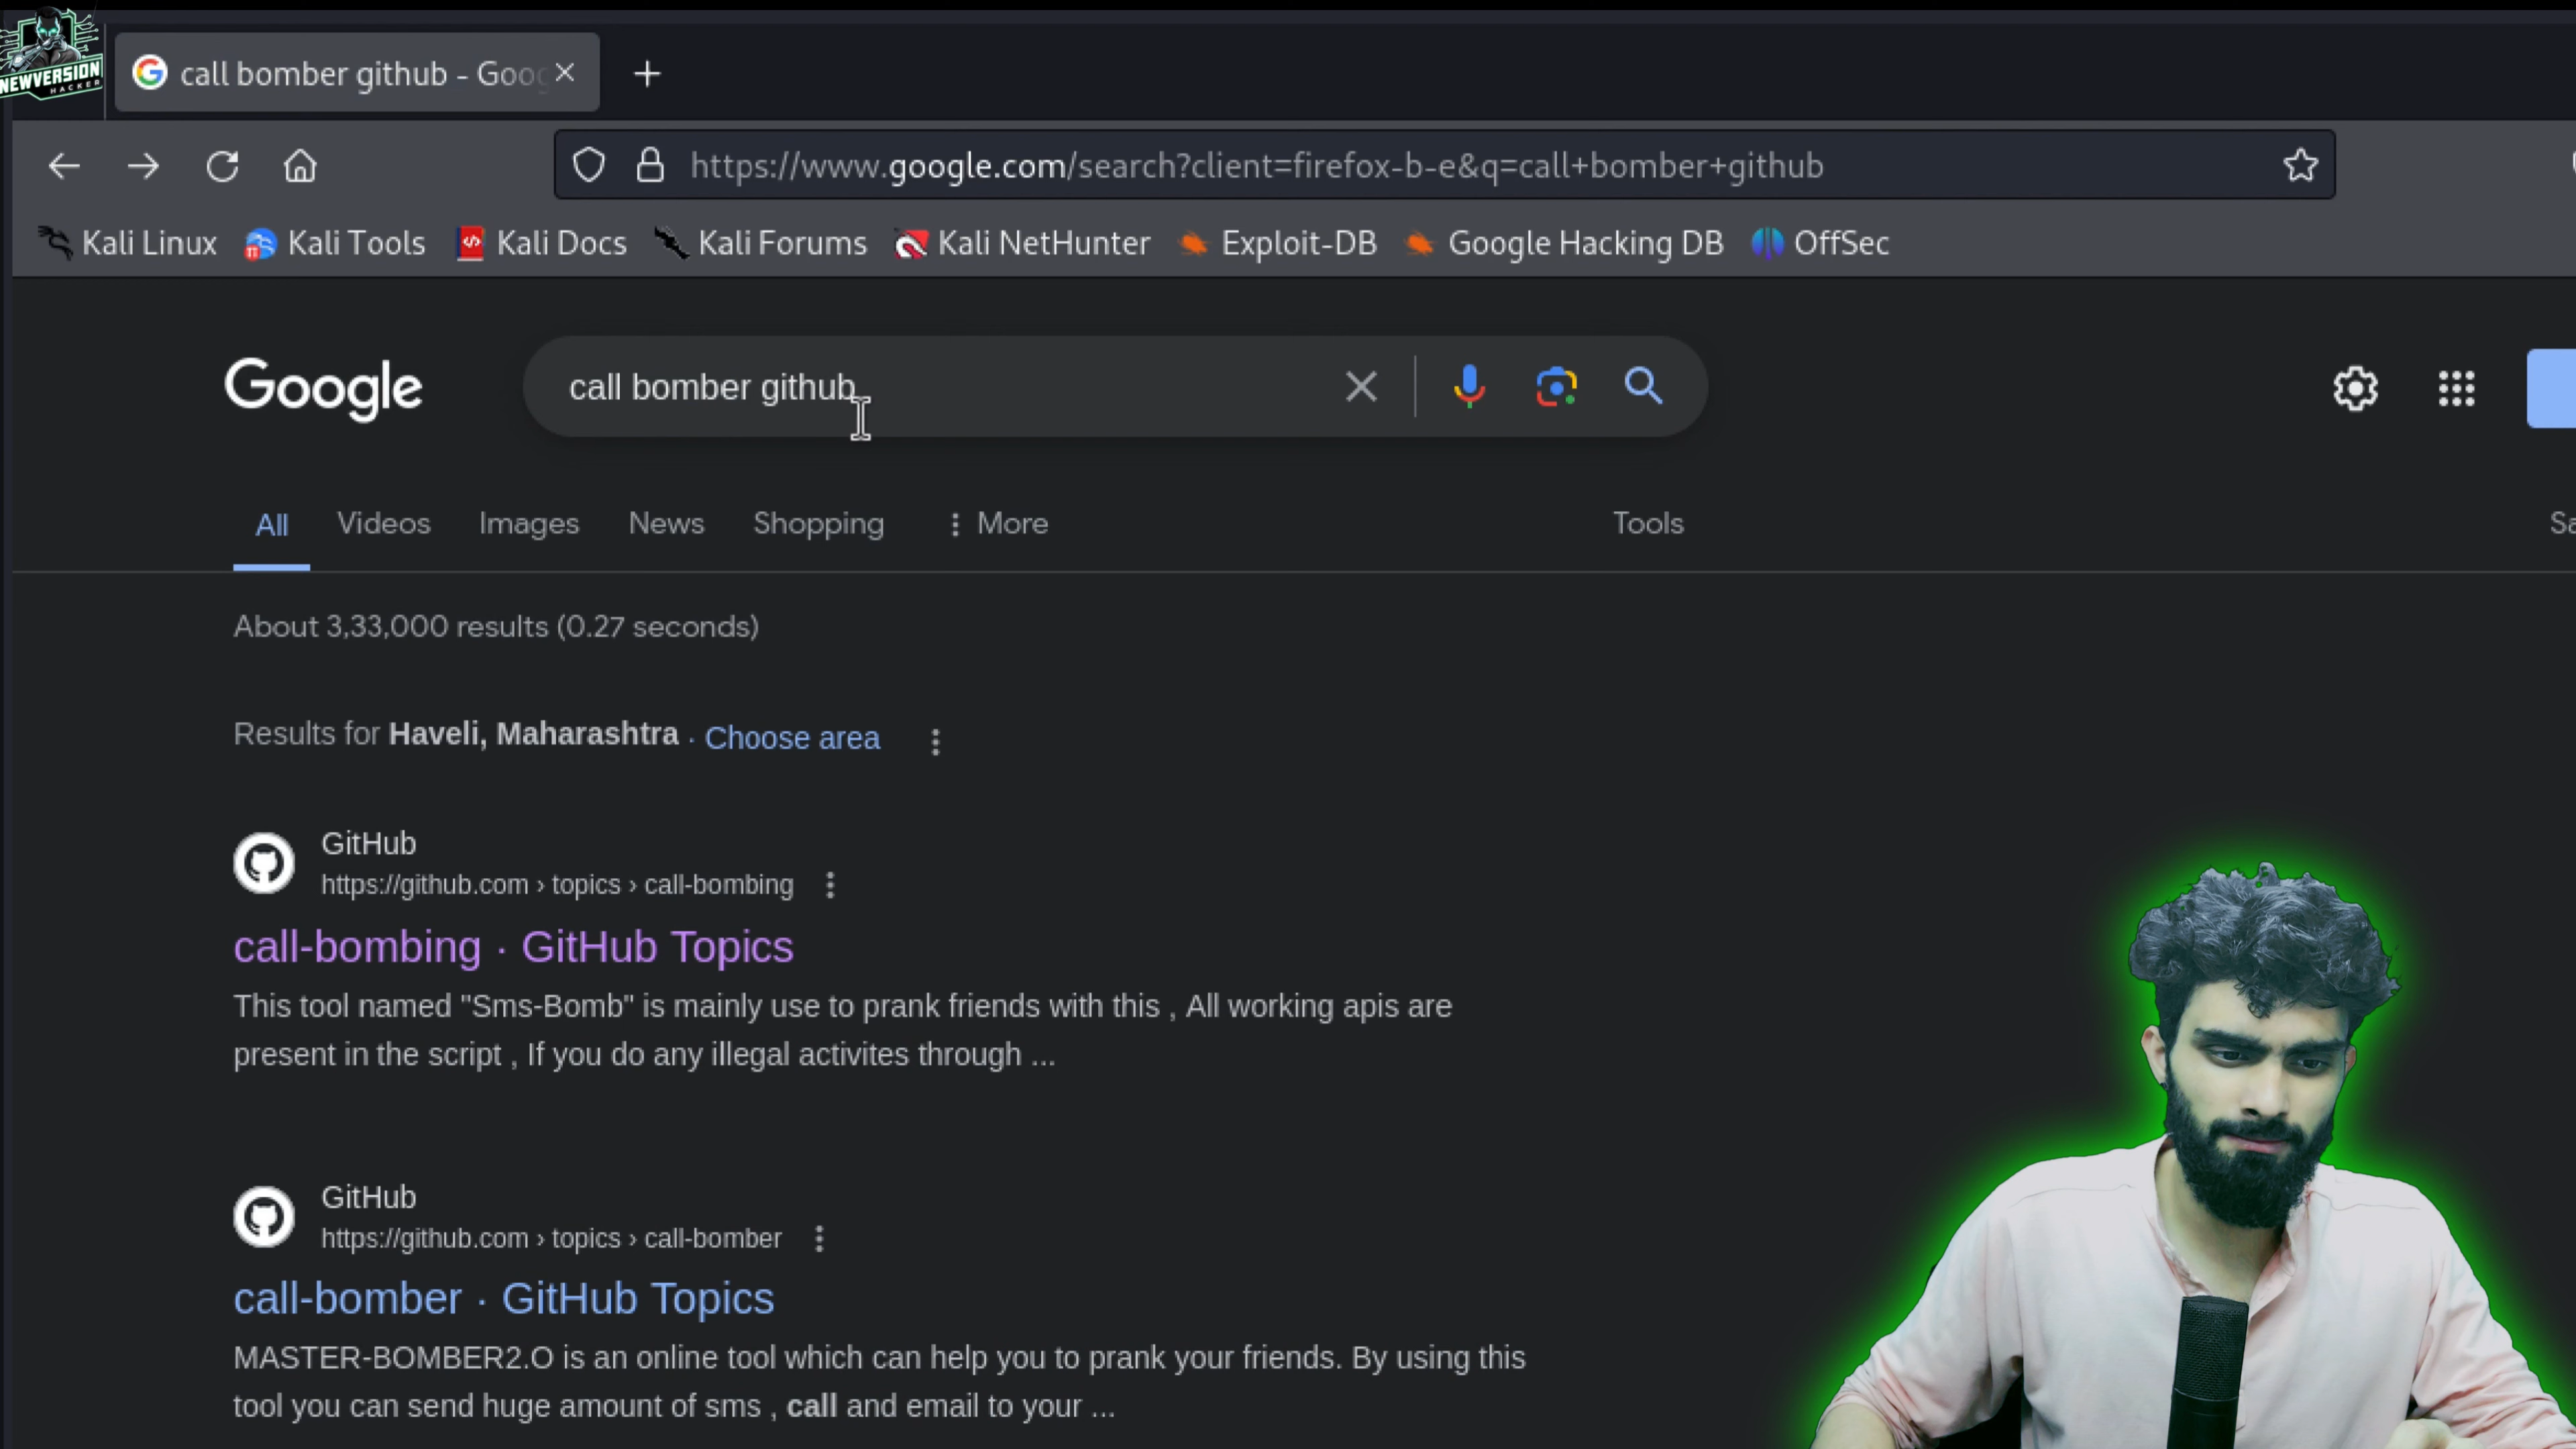 NEWVERSION
HACKER
call bomber github - Goog
https://www.google.com/search?client=firefox-b-e&q=call+bomber+github
Kali Linux Kali Tools Kali Docs Kali Forums Kali NetHunter Exploit-DB Google Hacking DB OffSec
Google call bomber github
All Videos Images News Shopping More Tools Sa
About 3,33,000 results (0.27 seconds)
Results for Haveli, Maharashtra · Choose area
GitHub
https://github.com › topics › call-bombing
call-bombing · GitHub Topics
This tool named "Sms-Bomb" is mainly use to prank friends with this , All working apis are
present in the script , If you do any illegal activites through ...
GitHub
https://github.com › topics › call-bomber
call-bomber · GitHub Topics
MASTER-BOMBER2.O is an online tool which can help you to prank your friends. By using this
tool you can send huge amount of sms , call and email to your ...